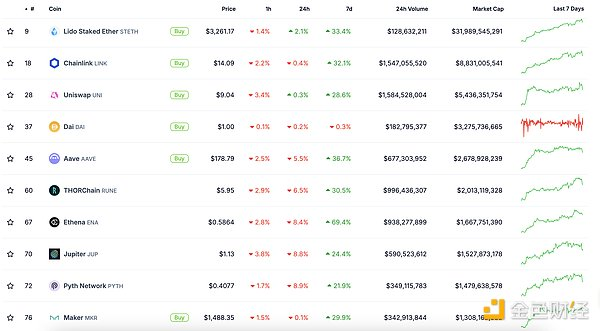 # Coin Price 1h 24h 7d 24h Volume Market Cap Last 7 Days
9 Lido Staked Ether STETH Buy $3,261.17 1.4% 2.1% 33.4% $128,632,211 $31,989,545,291
18 Chainlink LINK $14.09 2.2% 0.4% 32.1% $1,547,055,520 $8,831,005,541
28 Uniswap UNI Buy $9.04 3.4% 0.3% 28.6% $1,584,528,004 $5,436,351,754
37 Dai DAI Buy $1.00 0.1% 0.2% 0.3% $182,795,377 $3,275,736,665
45 Aave AAVE Buy $178.79 2.5% 5.5% 36.7% $677,303,952 $2,678,928,239
60 THORChain RUNE $5.95 2.9% 6.5% 30.5% $996,436,307 $2,013,119,328
67 Ethena ENA $0.5864 2.8% 8.4% 69.4% $938,277,899 $1,667,751,390
70 Jupiter JUP $1.13 3.8% 8.8% 24.4% $590,523,612 $1,527,873,178
72 Pyth Network PYTH $0.4077 1.7% 8.9% 21.9% $349,115,783 $1,479,638,578
76 Maker MKR Buy $1,488.35 1.5% 0.1% 29.9% $342,913,844
金色财经